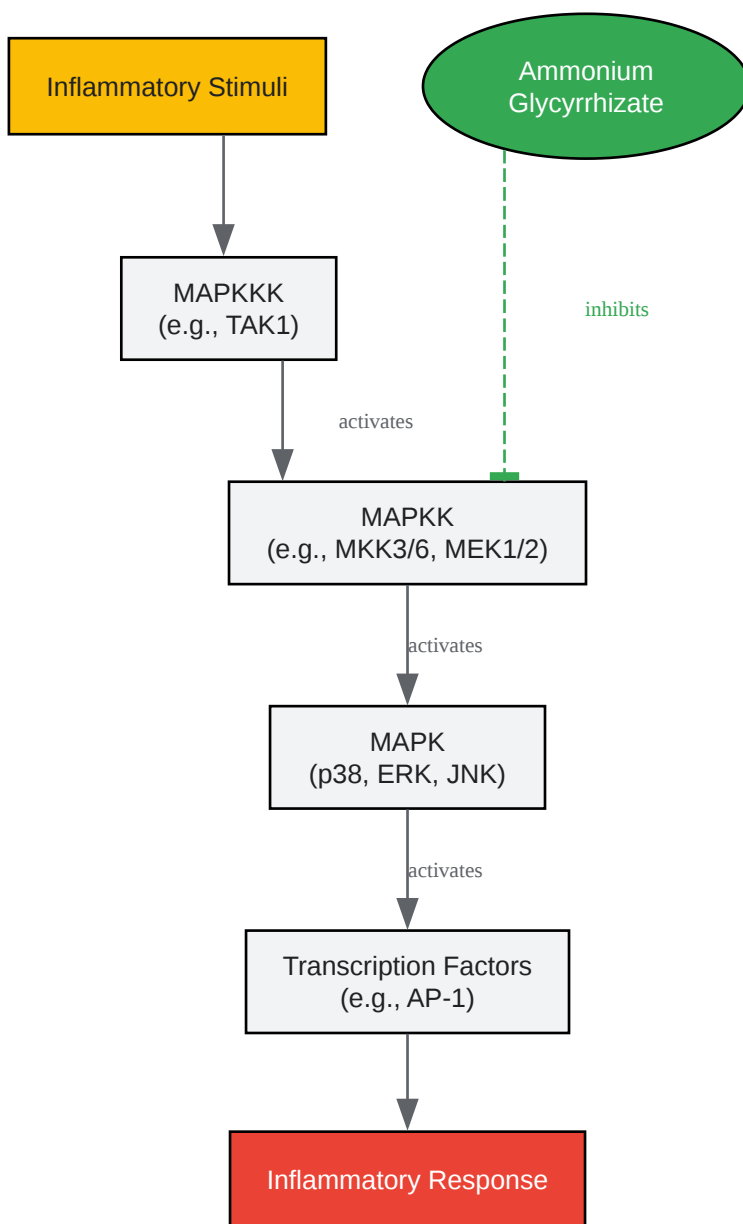 Inflammatory Stimuli
Ammonium
Glycyrrhizate
MAPKKK
(e.g., TAK1)
inhibits
activates
MAPKK
(e.g., MKK3/6, MEK1/2)
activates
MAPK
(p38, ERK, JNK)
activates
Transcription Factors
(e.g., AP-1)
Inflammatory Response